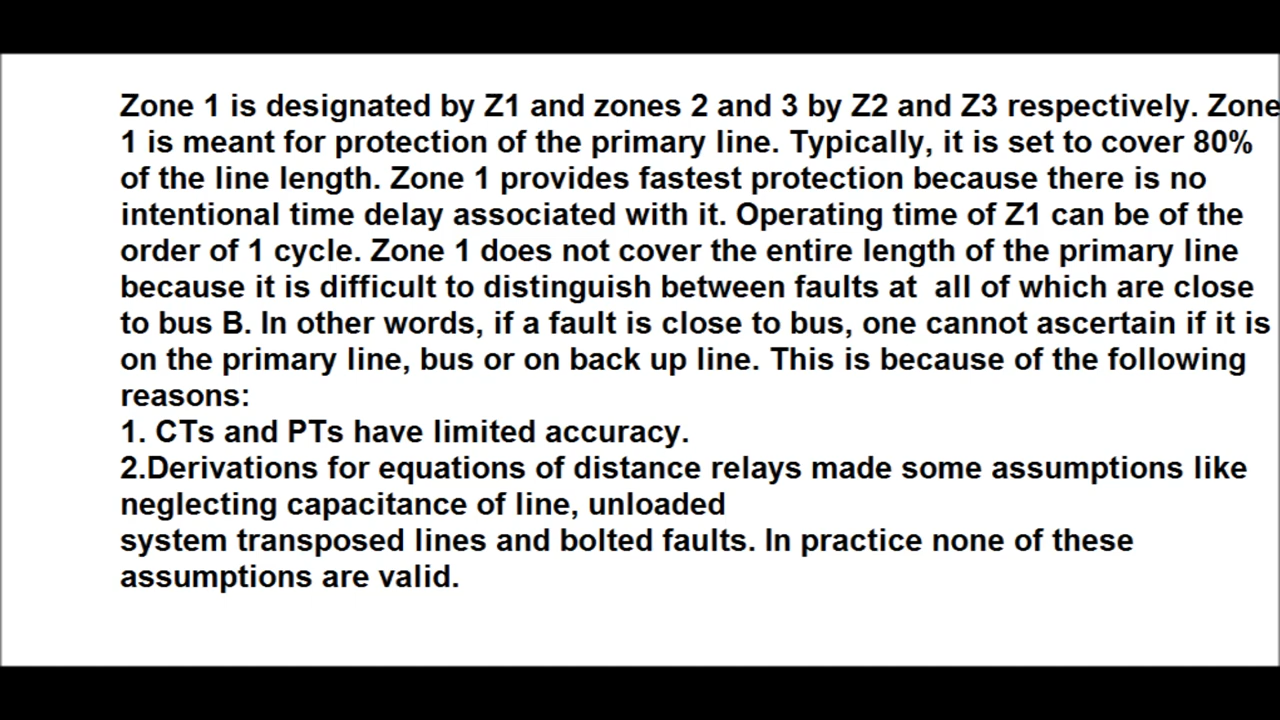 Zone 1 is designated by Z1 and zones 2 and 3 by Z2 and Z3 respectively. Zone
1 is meant for protection of the primary line. Typically, it is set to cover 80%
of the line length. Zone 1 provides fastest protection because there is no
intentional time delay associated with it. Operating time of Z1 can be of the
order of 1 cycle. Zone 1 does not cover the entire length of the primary line
because it is difficult to distinguish between faults at  all of which are close
to bus B. In other words, if a fault is close to bus, one cannot ascertain if it is
on the primary line, bus or on back up line. This is because of the following
reasons:
1. CTs and PTs have limited accuracy.
2.Derivations for equations of distance relays made some assumptions like
neglecting capacitance of line, unloaded
system transposed lines and bolted faults. In practice none of these
assumptions are valid.